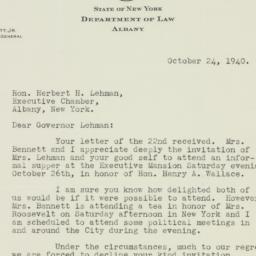 STATE OF NEW YORK
DEPARTMENT OF LAW
ALBANY
TT, JR.
GENERAL
October 24, 1940.
Hon. Herbert H. Lehman,
Executive Chamber,
Albany, New York.
Dear Governor Lehman:
Your letter of the 22nd received. Mrs.
Bennett and I appreciate deeply the invitation of
Mrs. Lehman and your good self to attend an infor-
mal supper at the Executive Mansion Saturday evenin
October 26th, in honor of Hon. Henry A. Wallace.
I am sure you know how delighted both of
us would be if it were possible to attend. However
Mrs. Bennett is attending a tea in honor of Mrs.
Roosevelt on Saturday afternoon in New York and I
am scheduled to attend some political meetings in
and around the City during the evening.
Under the circumstances, much to our regre
we are forced to decline your kind invitation